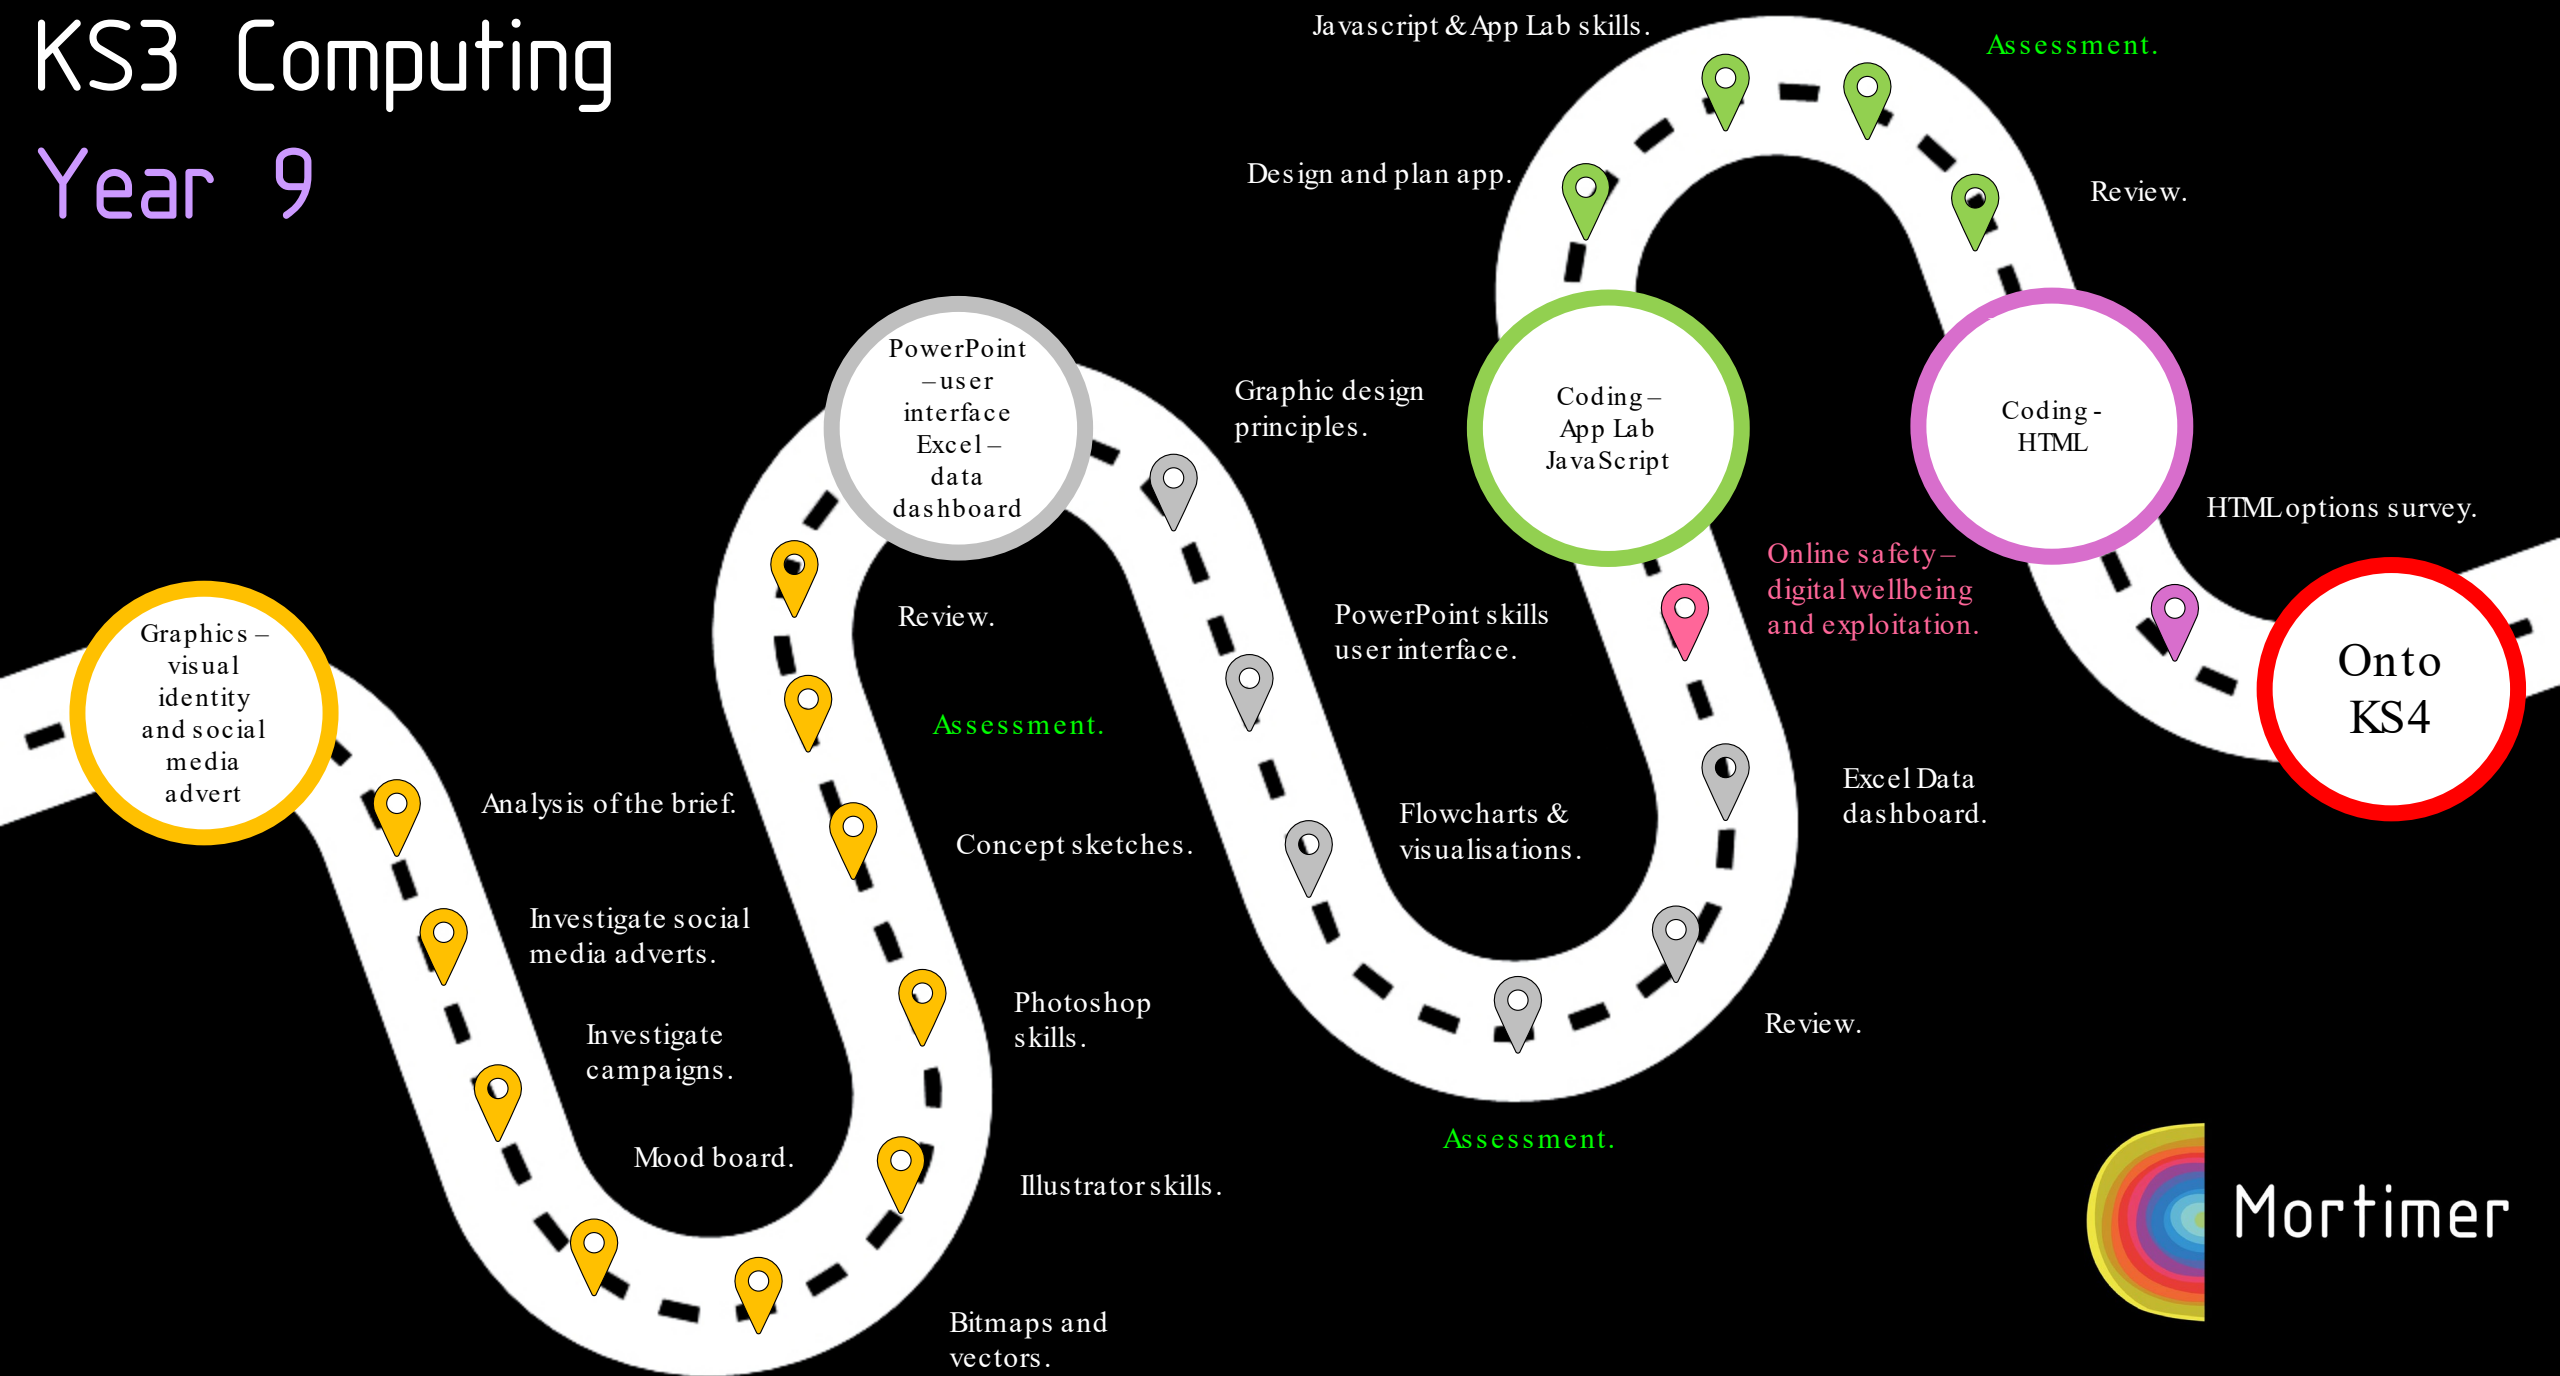 KS3 Computing
Year 9
Graphics –
visual
identity
and social
media
advert
Analysis of the brief.
Investigate social
media adverts.
Investigate
campaigns.
Mood board.
Bitmaps and
vectors.
Illustrator skills.
Photoshop
skills.
Concept sketches.
Assessment.
Review.
PowerPoint
– user
interface
Excel –
data
dashboard
Graphic design
principles.
PowerPoint skills
user interface.
Flowcharts &
visualisations.
Assessment.
Review.
Excel Data
dashboard.
Online safety –
digital wellbeing
and exploitation.
Coding –
App Lab
JavaScript
Design and plan app.
Javascript & App Lab skills.
Assessment.
Review.
Coding -
HTML
HTML options survey.
Onto
KS4
Mortimer